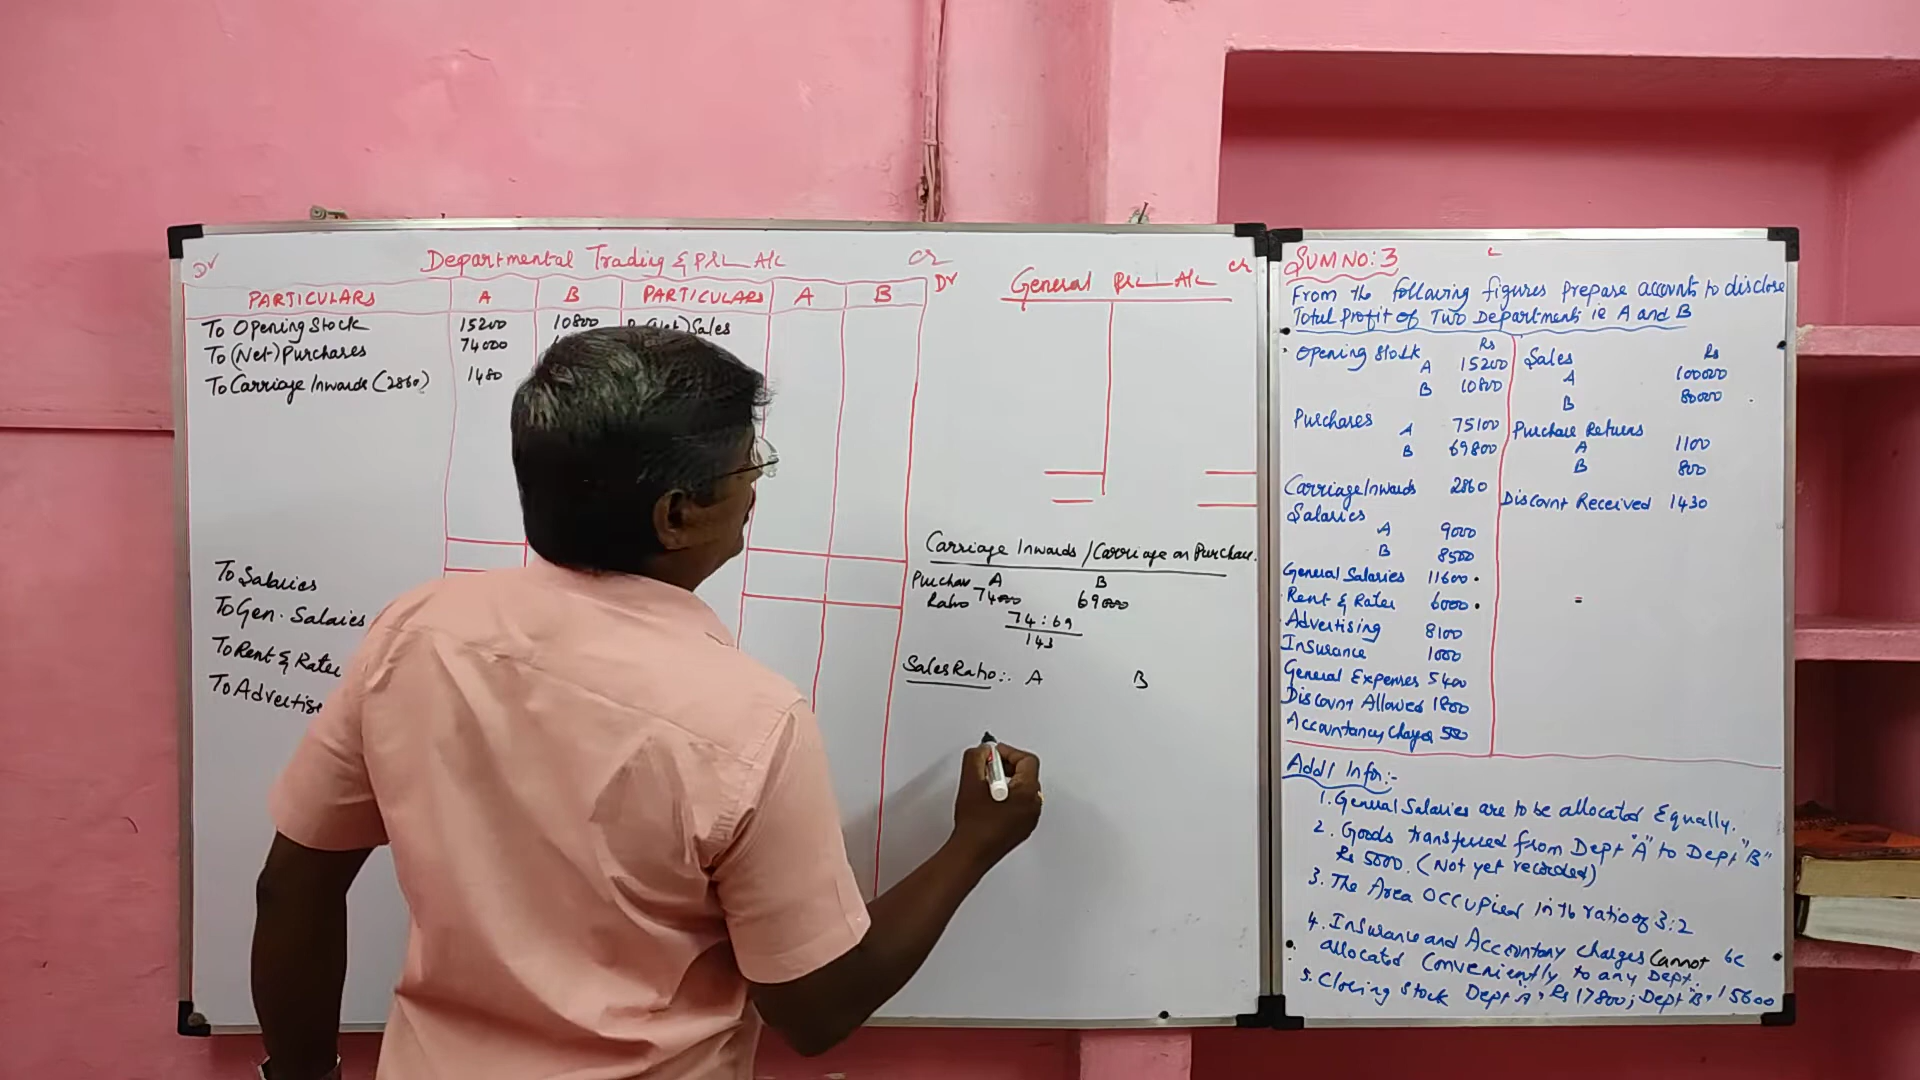 Dr Departmental Trading & P&L A/c Cr
PARTICULARS A B PARTICULARS A B
To Opening Stock 15200 10800 Sales
To (Net) Purchases 74000
To Carriage Inwards (2860) 1480
To Salaries
To Gen. Salaries
To Rent & Rates
To Advertise
Dr General P&L A/c Cr
Carriage Inwards / Carriage on Purchase.
Purchase A B
Ratio 74000 69000
74:69
143
Sales Ratio:. A B
SUM NO: 3
From the following figures prepare accounts to disclose
Total Profit of Two Departments ie A and B
Rs
Opening Stock
A 15200
B 10800
Purchases
A 75100
B 69800
Carriage Inwards 2860
Salaries
A 9000
B 8500
General Salaries 11600
Rent & Rates 6000
Advertising 8100
Insurance 1000
General Expenses 5400
Discount Allowed 1800
Accountancy Charges 500
Sales Rs
A 100000
B 80000
Purchase Returns
A 1100
B 800
Discount Received 1430
Addl Infor:-
1. General Salaries are to be allocated Equally.
2. Goods transferred from Dept "A" to Dept "B"
Rs 5000. (Not yet recorded)
3. The Area Occupied in the ratio of 3:2
4. Insurance and Accountany Charges Cannot be
allocated Conveniently to any Dept.
5. Closing Stock Dept "A" Rs 17800; Dept "B" 15600